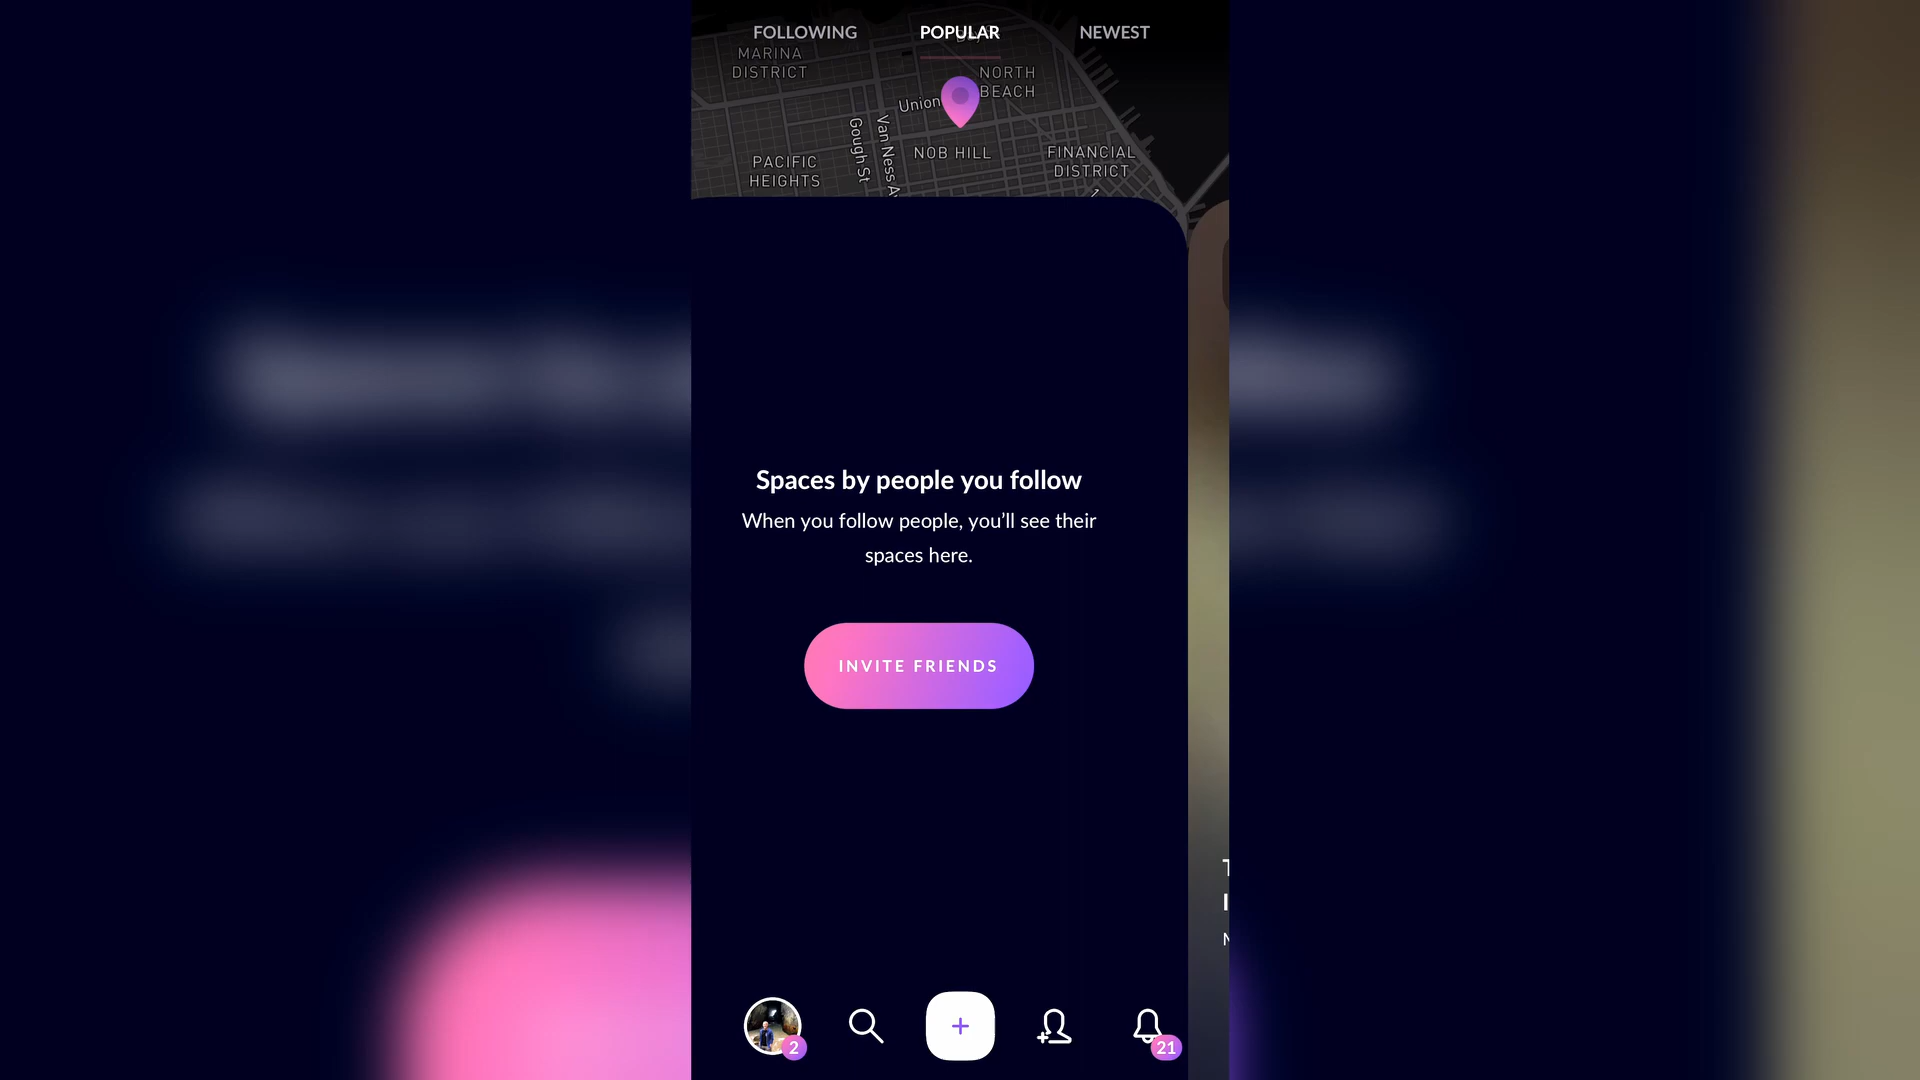 FOLLOWING
POPULAR
NEWEST
MARINA
DISTRICT
NORTH
BEACH
Union
Gough St
Van Ness Av
NOB HILL
PACIFIC
HEIGHTS
FINANCIAL
DISTRICT
Spaces by people you follow
When you follow people, you’ll see their
spaces here.
INVITE FRIENDS
2
+
21